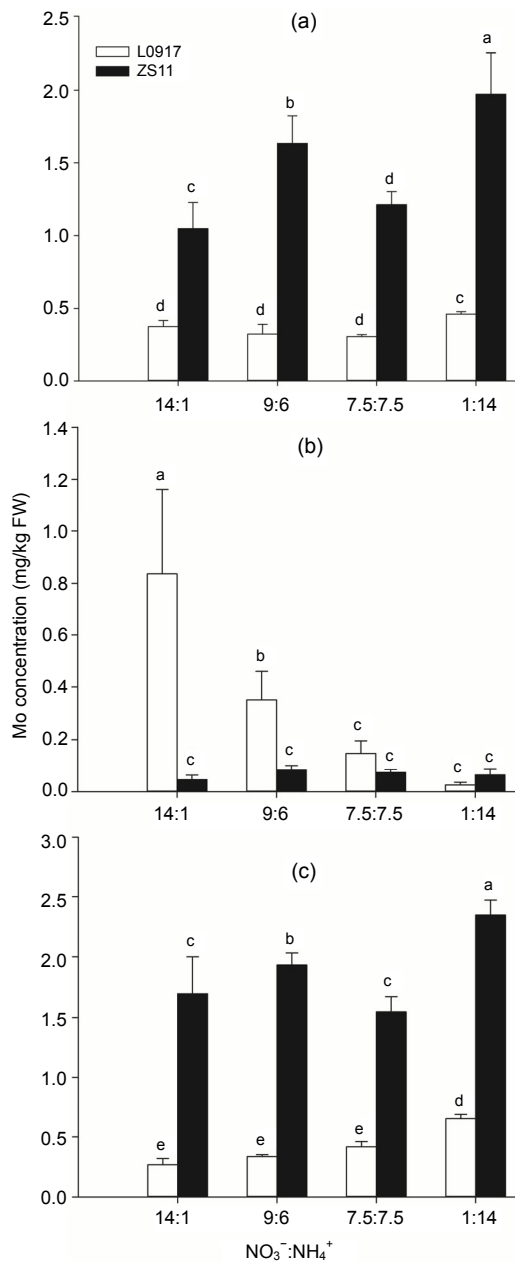 (a)
2.5
2.0
1.5
1.0
0.5
0.0
L0917
ZS11
d
c
d
b
d
d
c
a
14:1 9:6 7.5:7.5 1:14
(b)
1.4
1.2
1.0
0.8
0.6
0.4
0.2
0.0
a
c
b
c
c
c
c
c
14:1 9:6 7.5:7.5 1:14
Mo concentration (mg/kg FW)
(c)
3.0
2.5
2.0
1.5
1.0
0.5
0.0
e
c
e
b
e
c
d
a
14:1 9:6 7.5:7.5 1:14
NO₃⁻:NH₄⁺